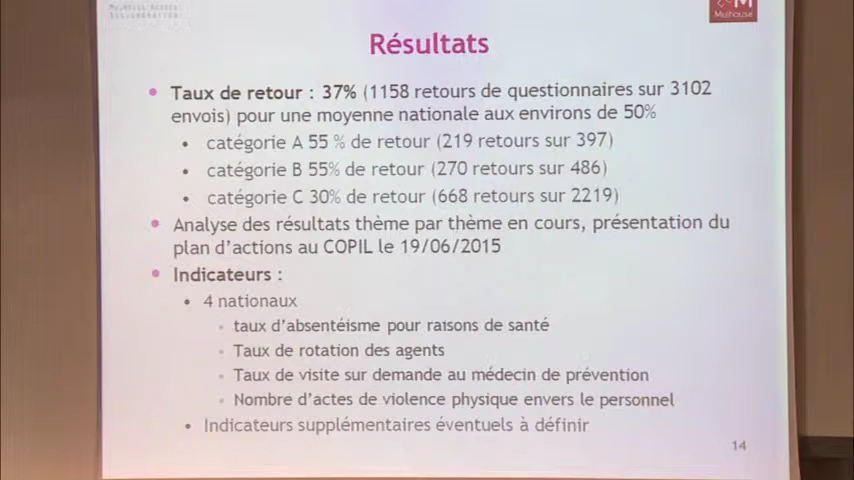 Mulhouse
Résultats
• Taux de retour : 37% (1158 retours de questionnaires sur 3102
envois) pour une moyenne nationale aux environs de 50%
• catégorie A 55 % de retour (219 retours sur 397)
• catégorie B 55% de retour (270 retours sur 486)
• catégorie C 30% de retour (668 retours sur 2219)
• Analyse des résultats thème par thème en cours, présentation du
plan d'actions au COPIL le 19/06/2015
• Indicateurs :
• 4 nationaux
• taux d'absentéisme pour raisons de santé
• Taux de rotation des agents
• Taux de visite sur demande au médecin de prévention
• Nombre d'actes de violence physique envers le personnel
• Indicateurs supplémentaires éventuels à définir
14